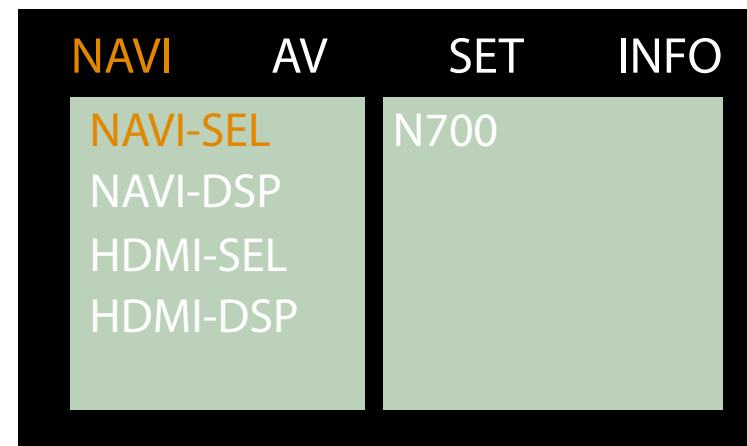 NAVI AV SET INFO
NAVI-SEL N700
NAVI-DSP
HDMI-SEL
HDMI-DSP